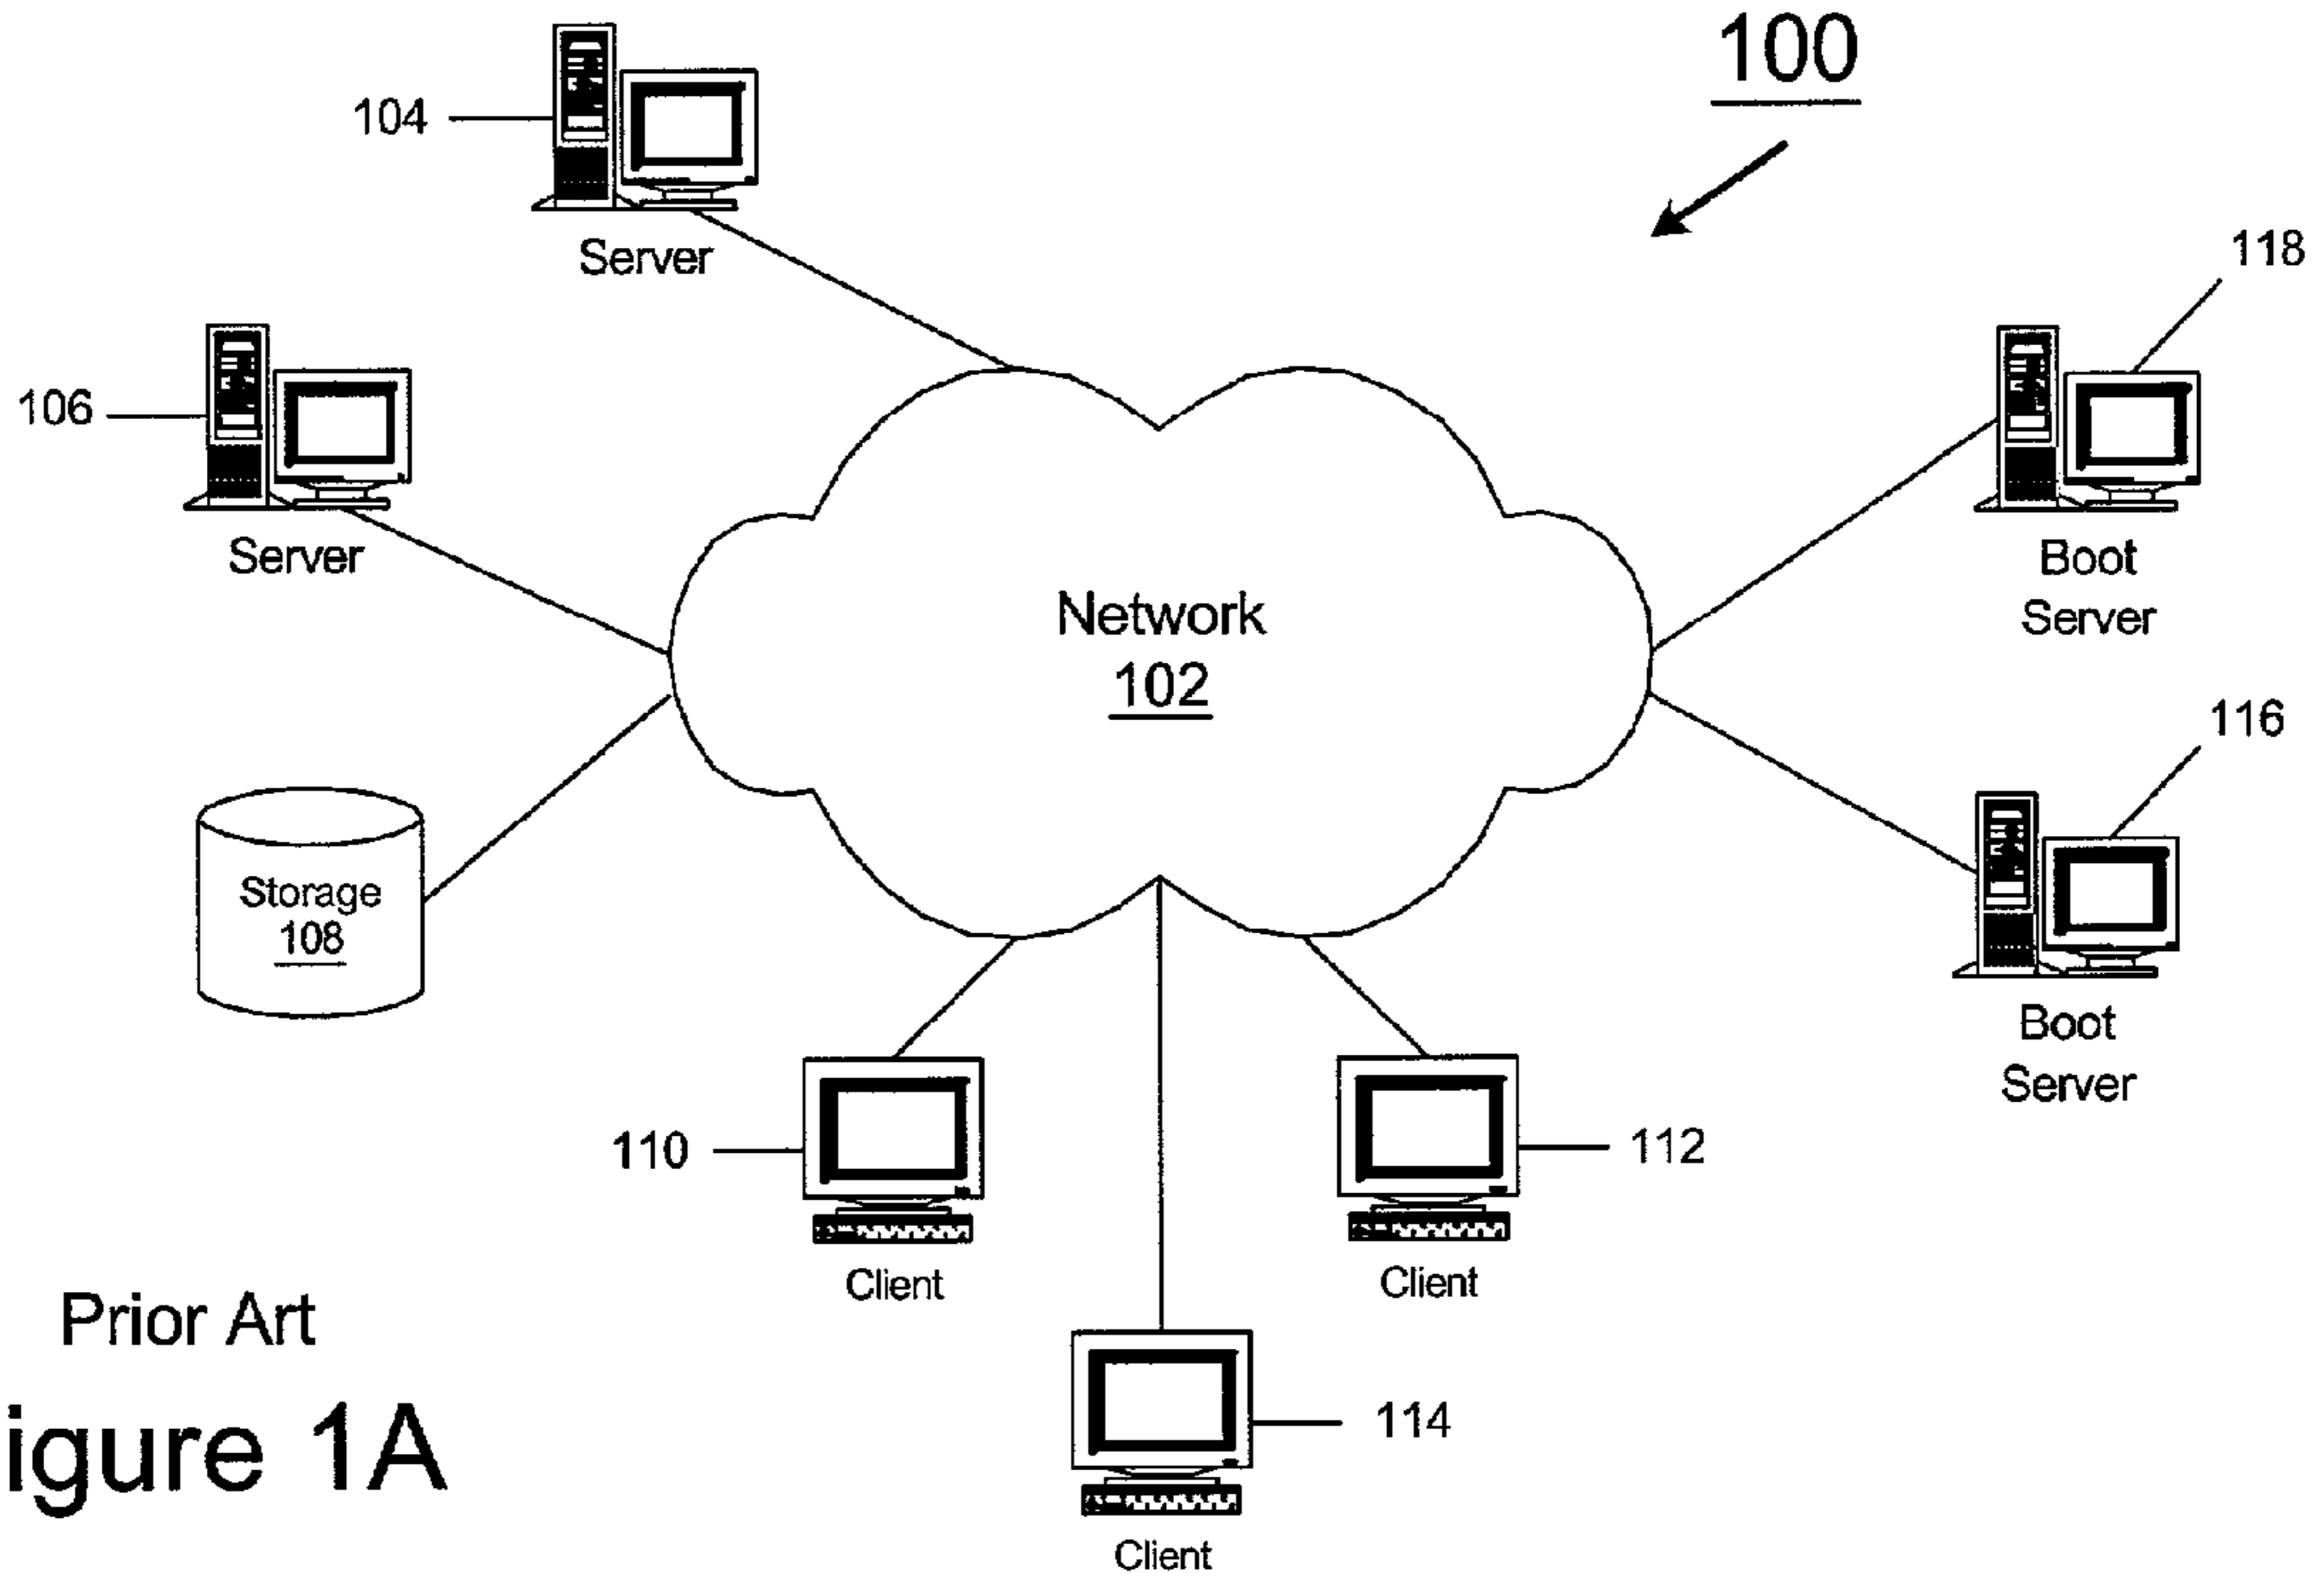 100
104
Server
118
106
Server
Boot
Server
Network
102
116
Storage
108
Boot
Server
110
112
Client
Client
Prior Art
igure 1A
114
Client